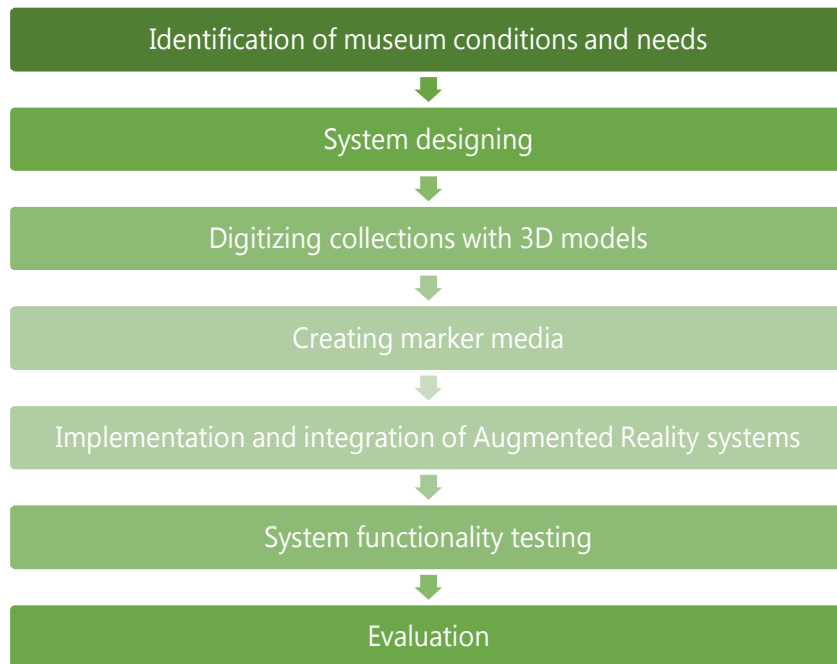 Identification of museum conditions and needs
System designing
Digitizing collections with 3D models
Creating marker media
Implementation and integration of Augmented Reality systems
System functionality testing
Evaluation